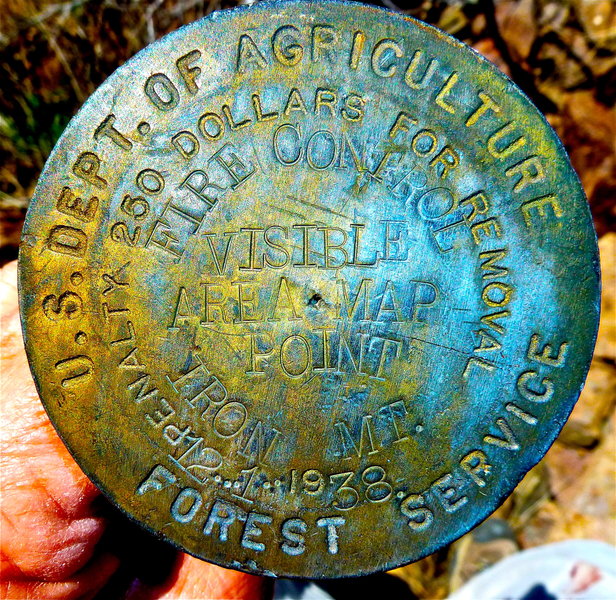 U.S. DEPT. OF AGRICULTURE
FOREST SERVICE
PENALTY 250 DOLLARS FOR REMOVAL
FIRE CONTROL
VISIBLE
AREA MAP
POINT
IRON MT.
12...1..1938.